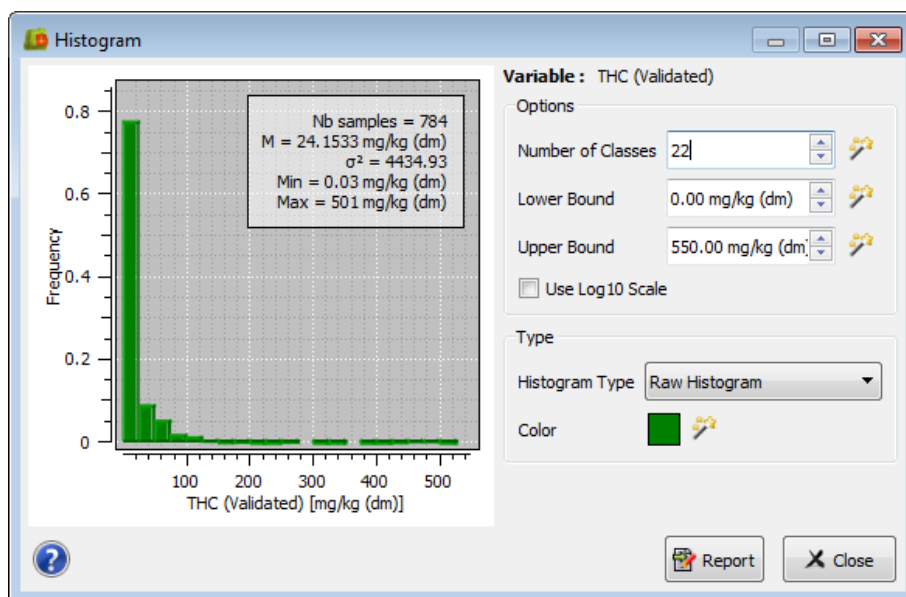 Histogram
Variable : THC (Validated)
Options
Number of Classes 22
Lower Bound 0.00 mg/kg (dm)
Upper Bound 550.00 mg/kg (dm)
Use Log10 Scale
Type
Histogram Type Raw Histogram
Color
Nb samples = 784
M = 24.1533 mg/kg (dm)
σ² = 4434.93
Min = 0.03 mg/kg (dm)
Max = 501 mg/kg (dm)
Frequency
0.8
0.6
0.4
0.2
0
100 200 300 400 500
THC (Validated) [mg/kg (dm)]
?
Report
Close